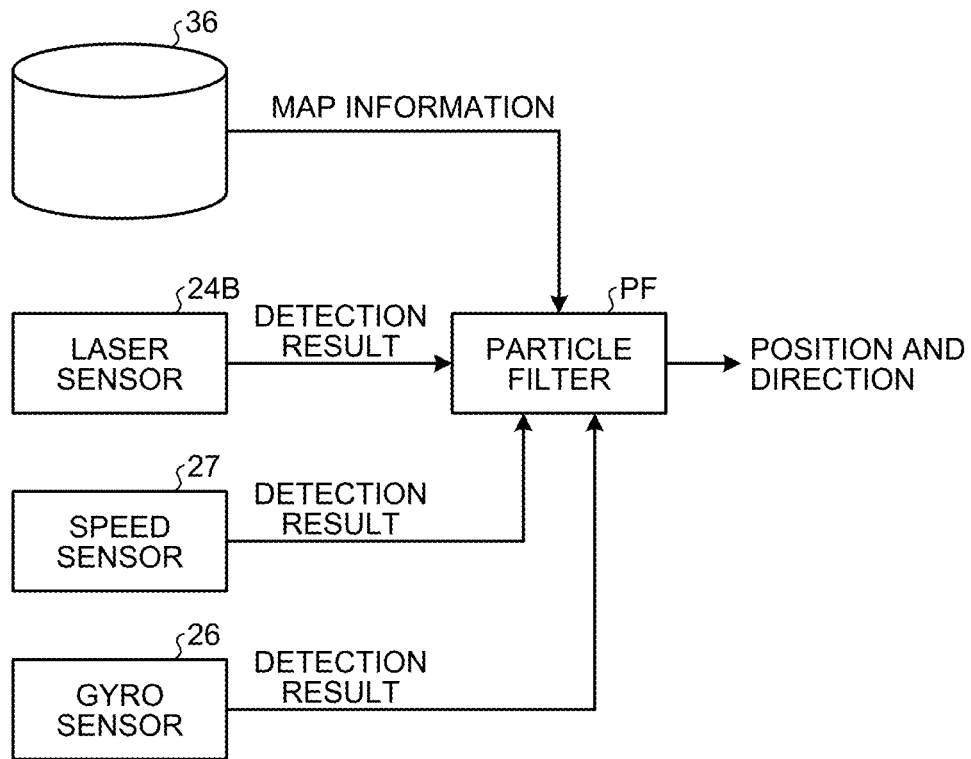 36
MAP INFORMATION
24B
LASER
SENSOR
DETECTION
RESULT
PF
PARTICLE
FILTER
POSITION AND
DIRECTION
27
SPEED
SENSOR
DETECTION
RESULT
26
GYRO
SENSOR
DETECTION
RESULT